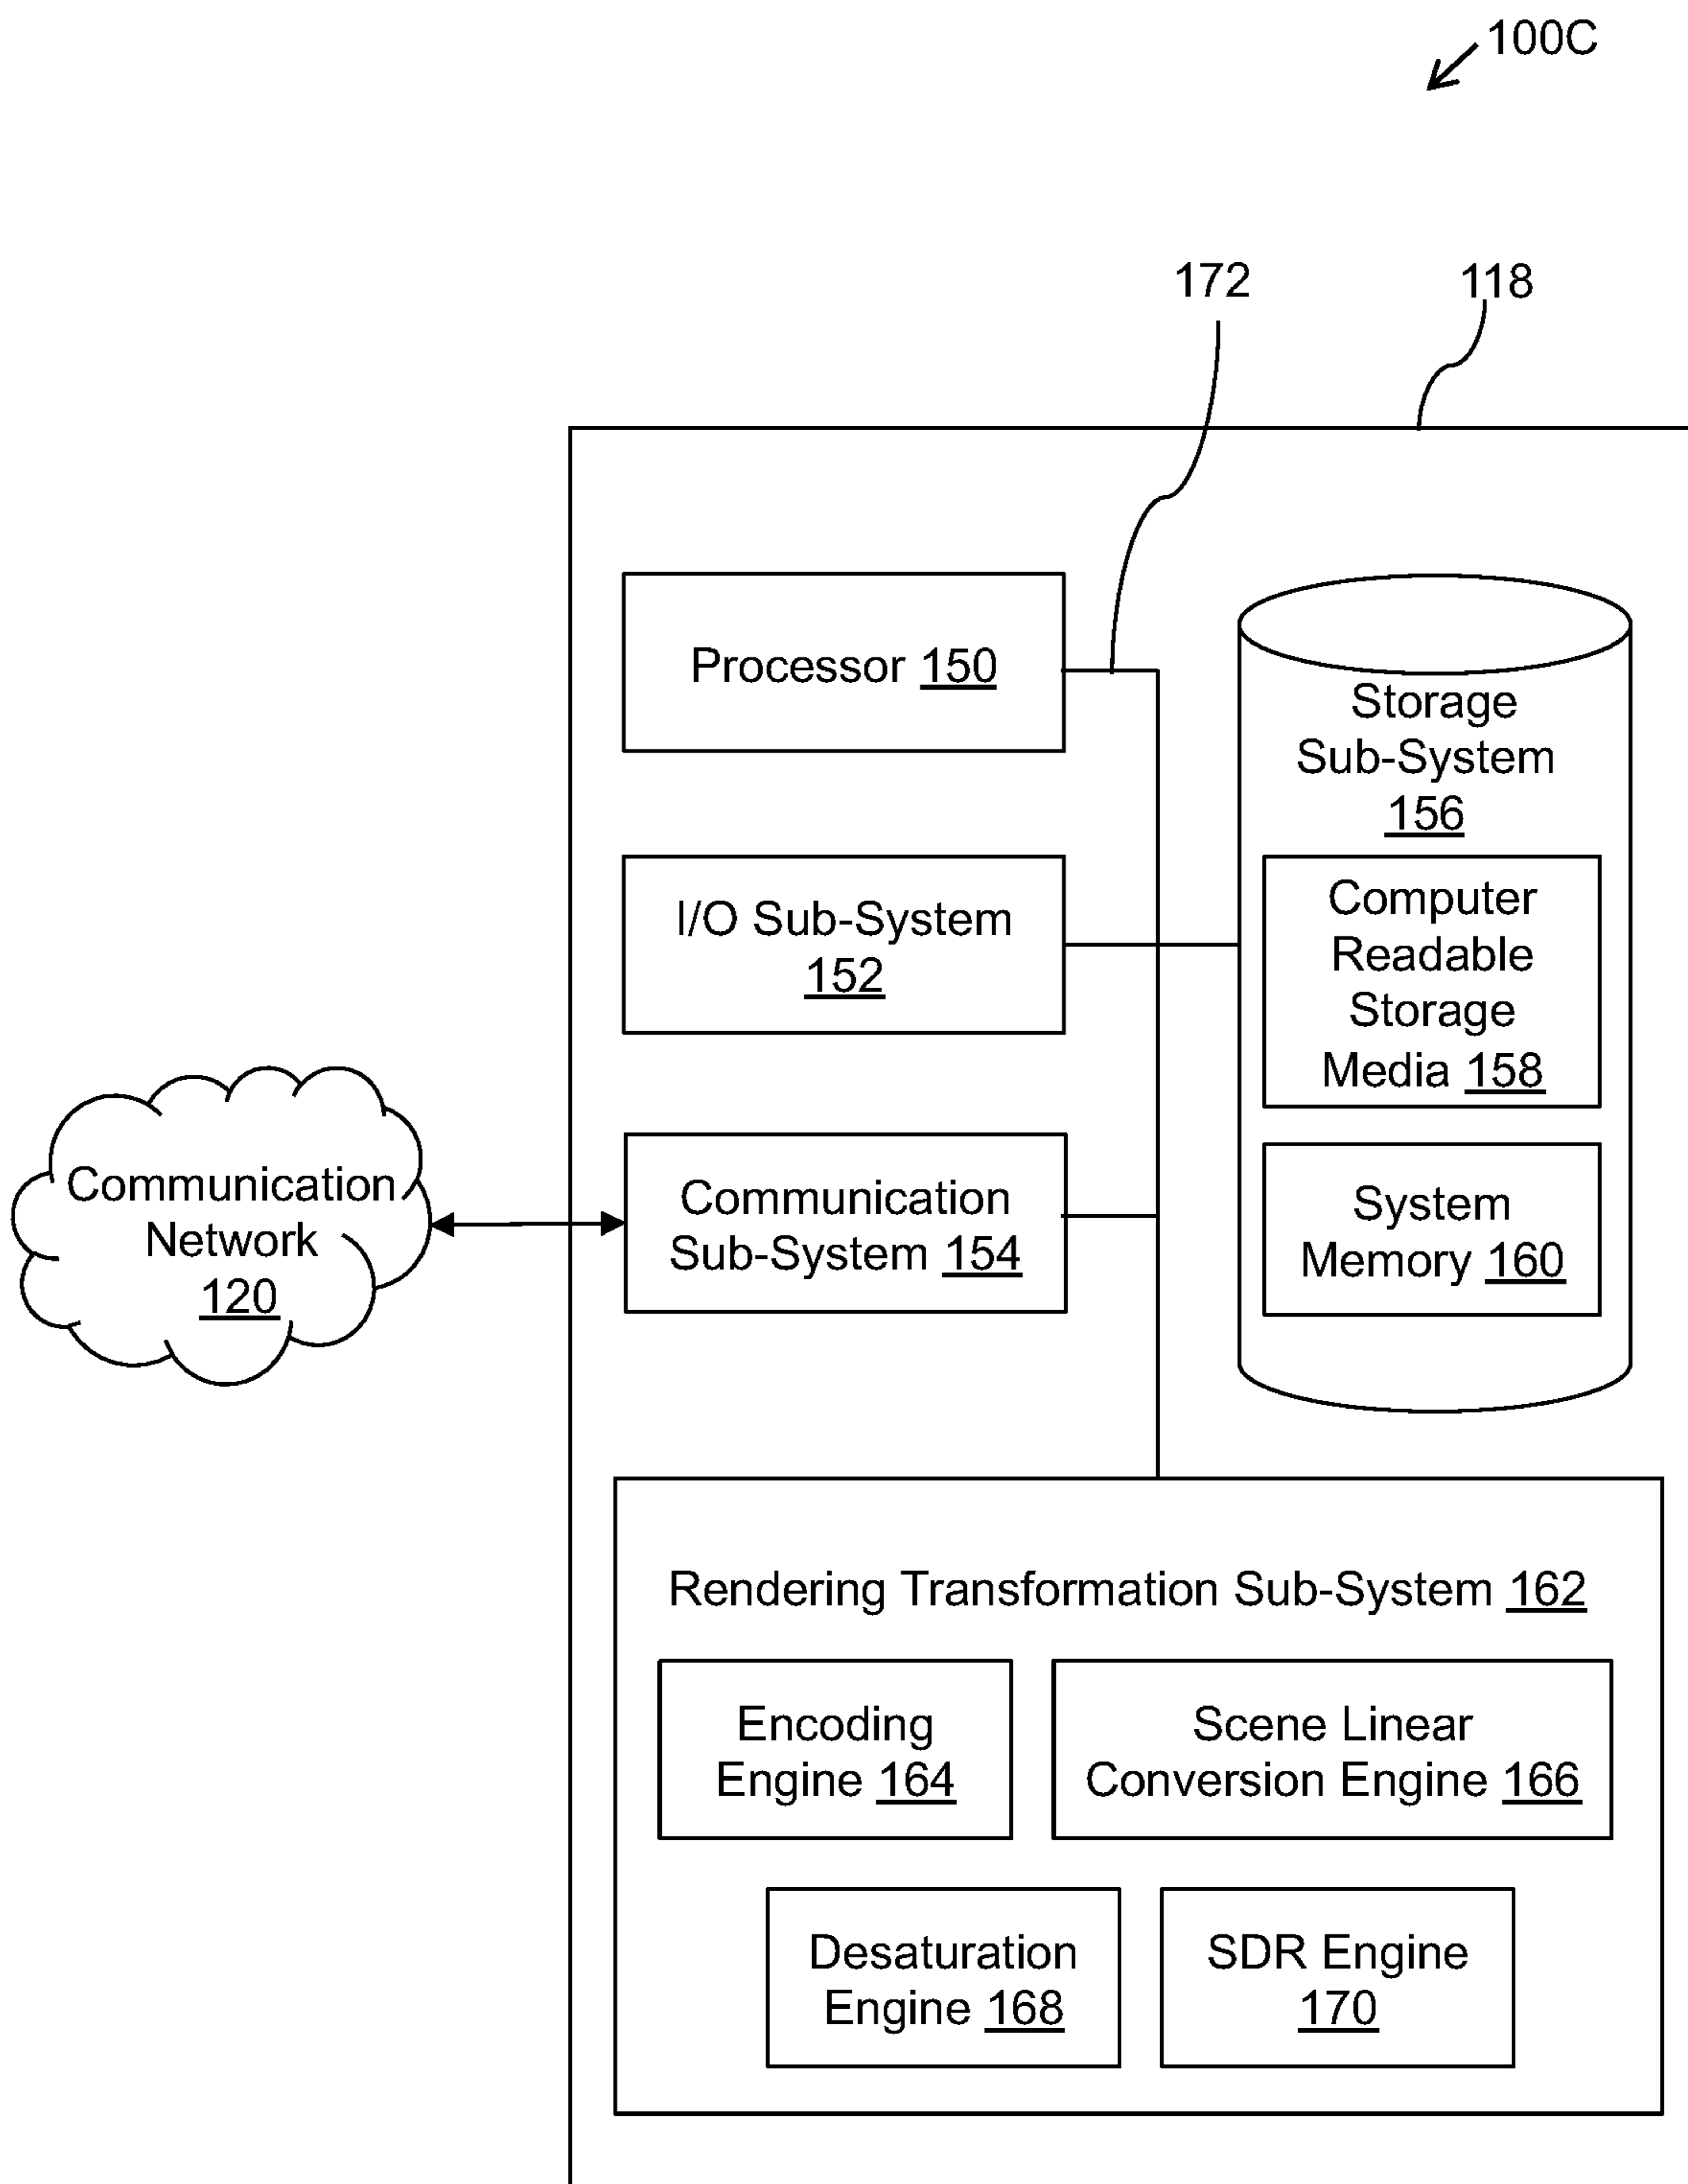 100C
172
118
Processor 150
Storage
Sub-System
156
I/O Sub-System
152
Computer
Readable
Storage
Media 158
Communication
Network
120
Communication
Sub-System 154
System
Memory 160
Rendering Transformation Sub-System 162
Encoding
Engine 164
Scene Linear
Conversion Engine 166
Desaturation
Engine 168
SDR Engine
170